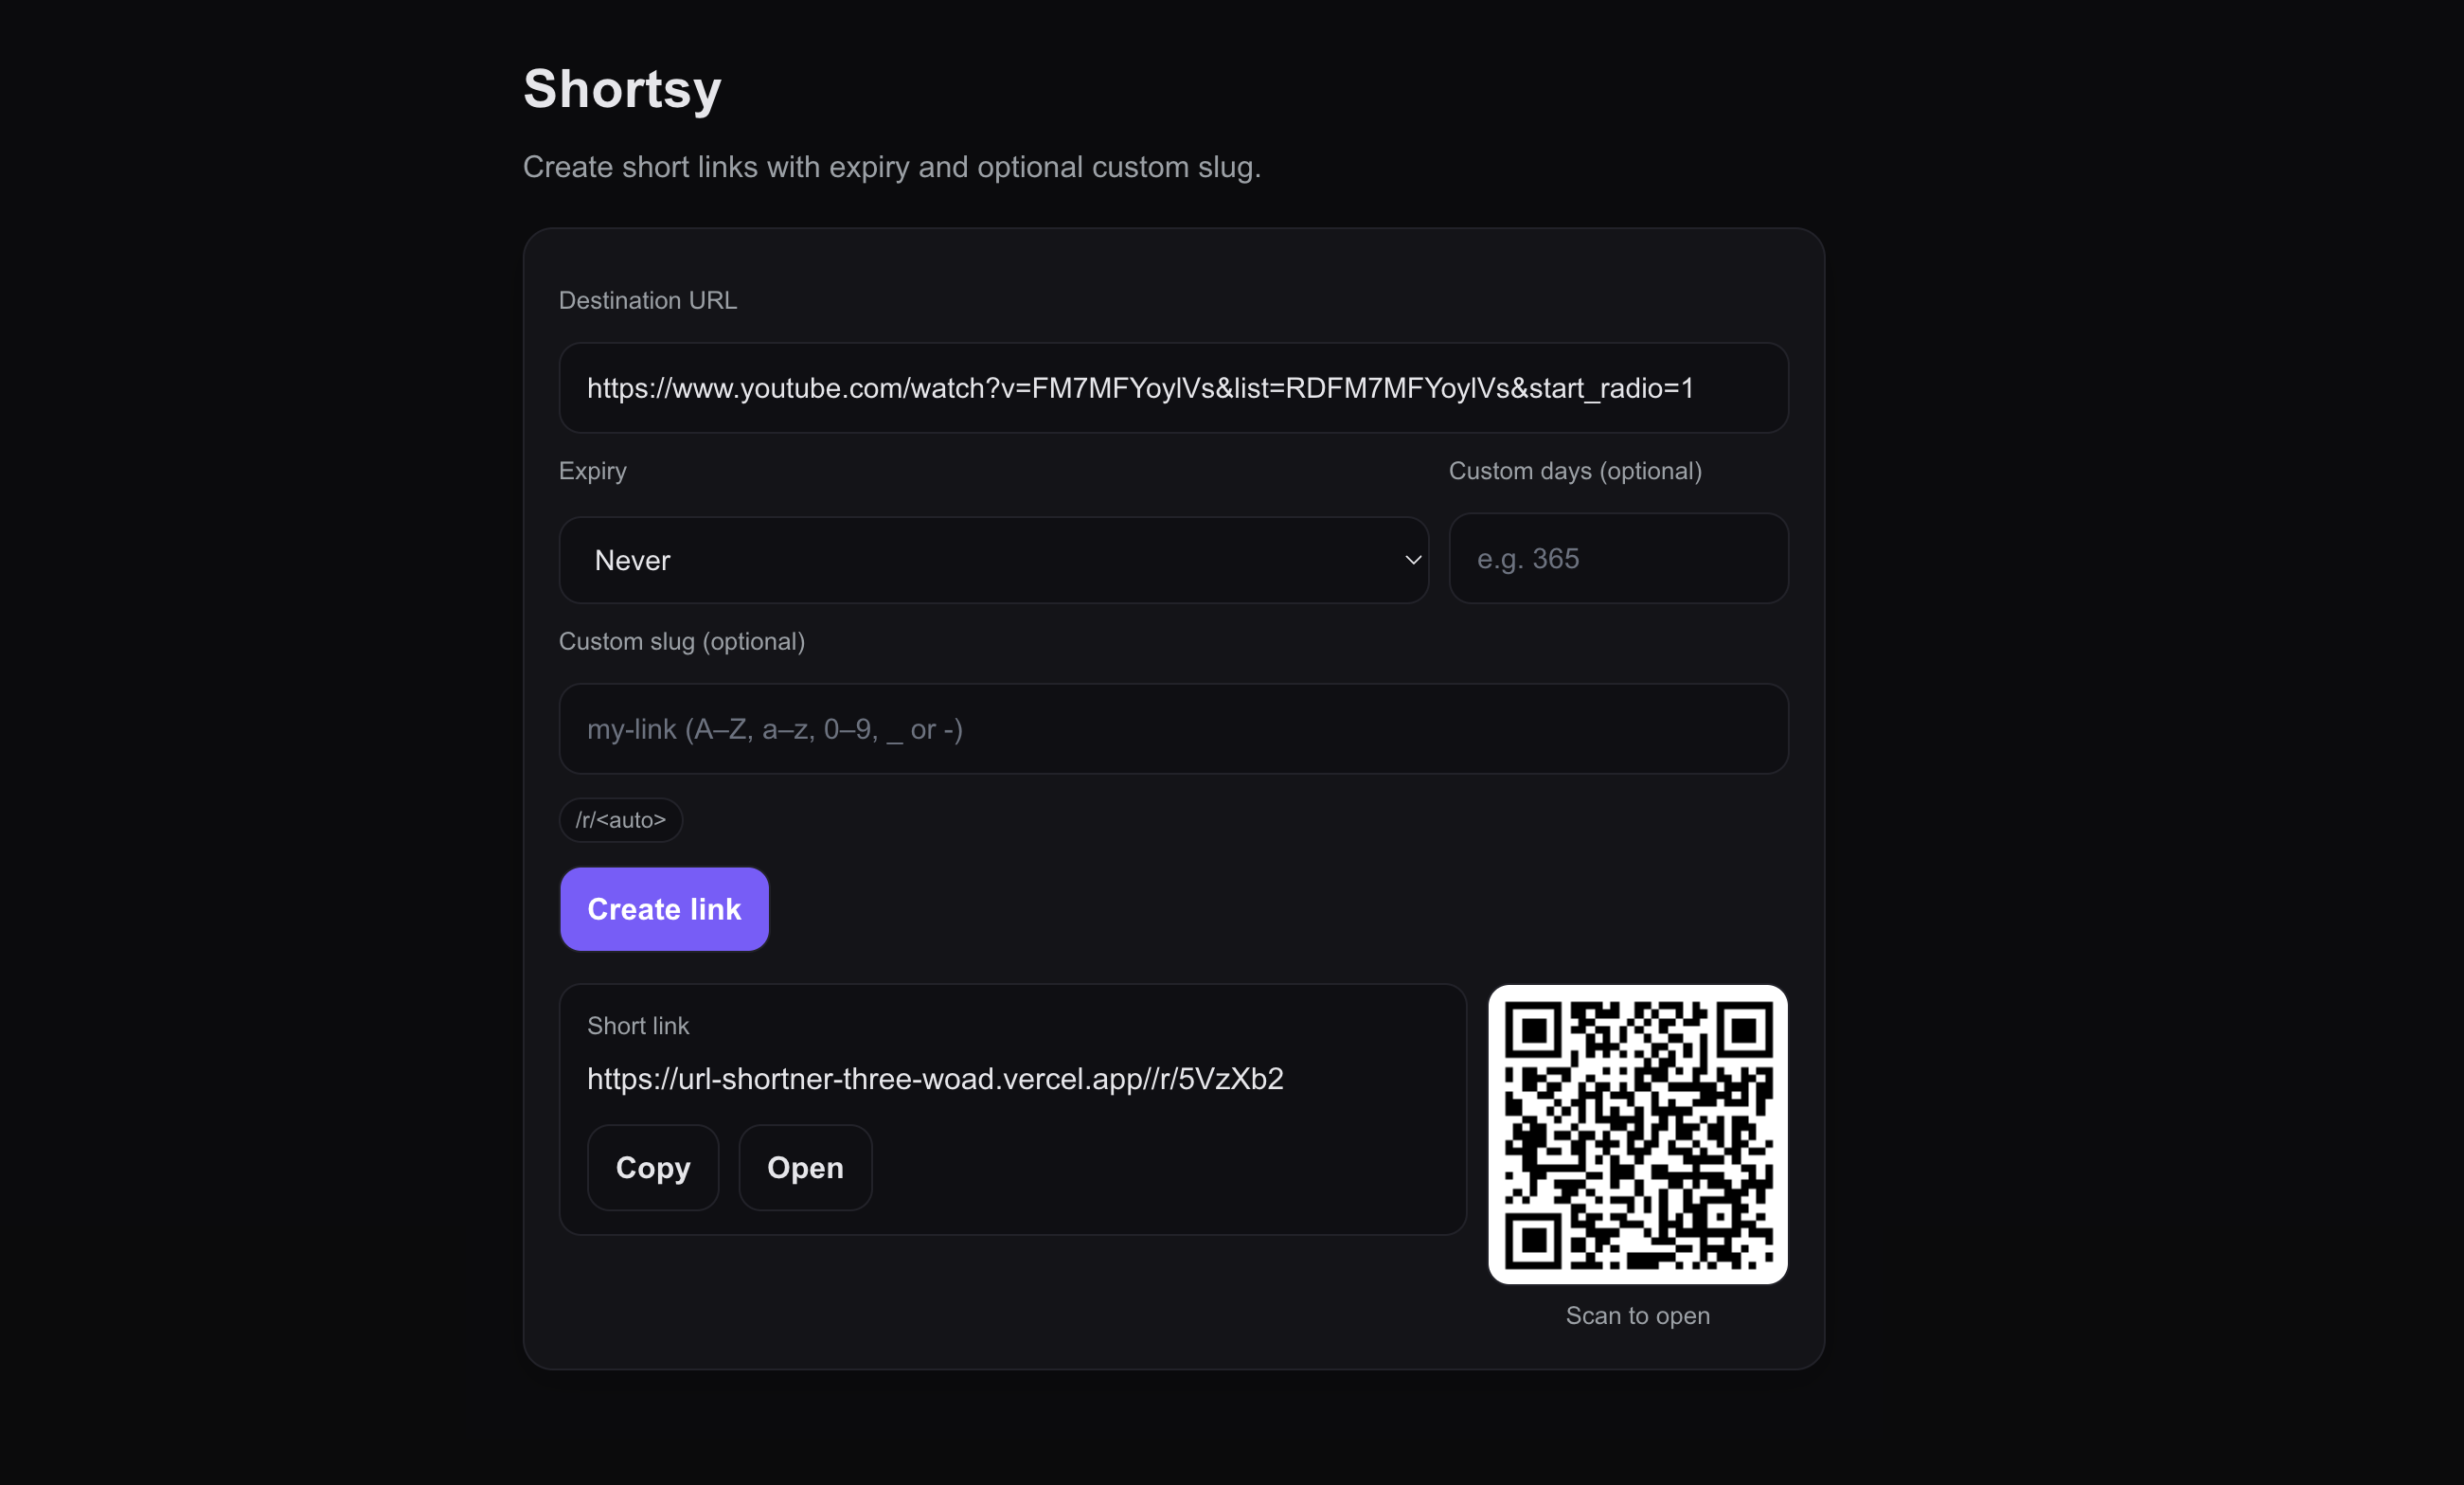 Shortsy
Create short links with expiry and optional custom slug.
Destination URL
https://www.youtube.com/watch?v=FM7MFYoylVs&list=RDFM7MFYoylVs&start_radio=1
Expiry
Custom days (optional)
Never
e.g. 365
Custom slug (optional)
my-link (A–Z, a–z, 0–9, _ or -)
/r/<auto>
Create link
Short link
https://url-shortner-three-woad.vercel.app//r/5VzXb2
Copy
Open
Scan to open